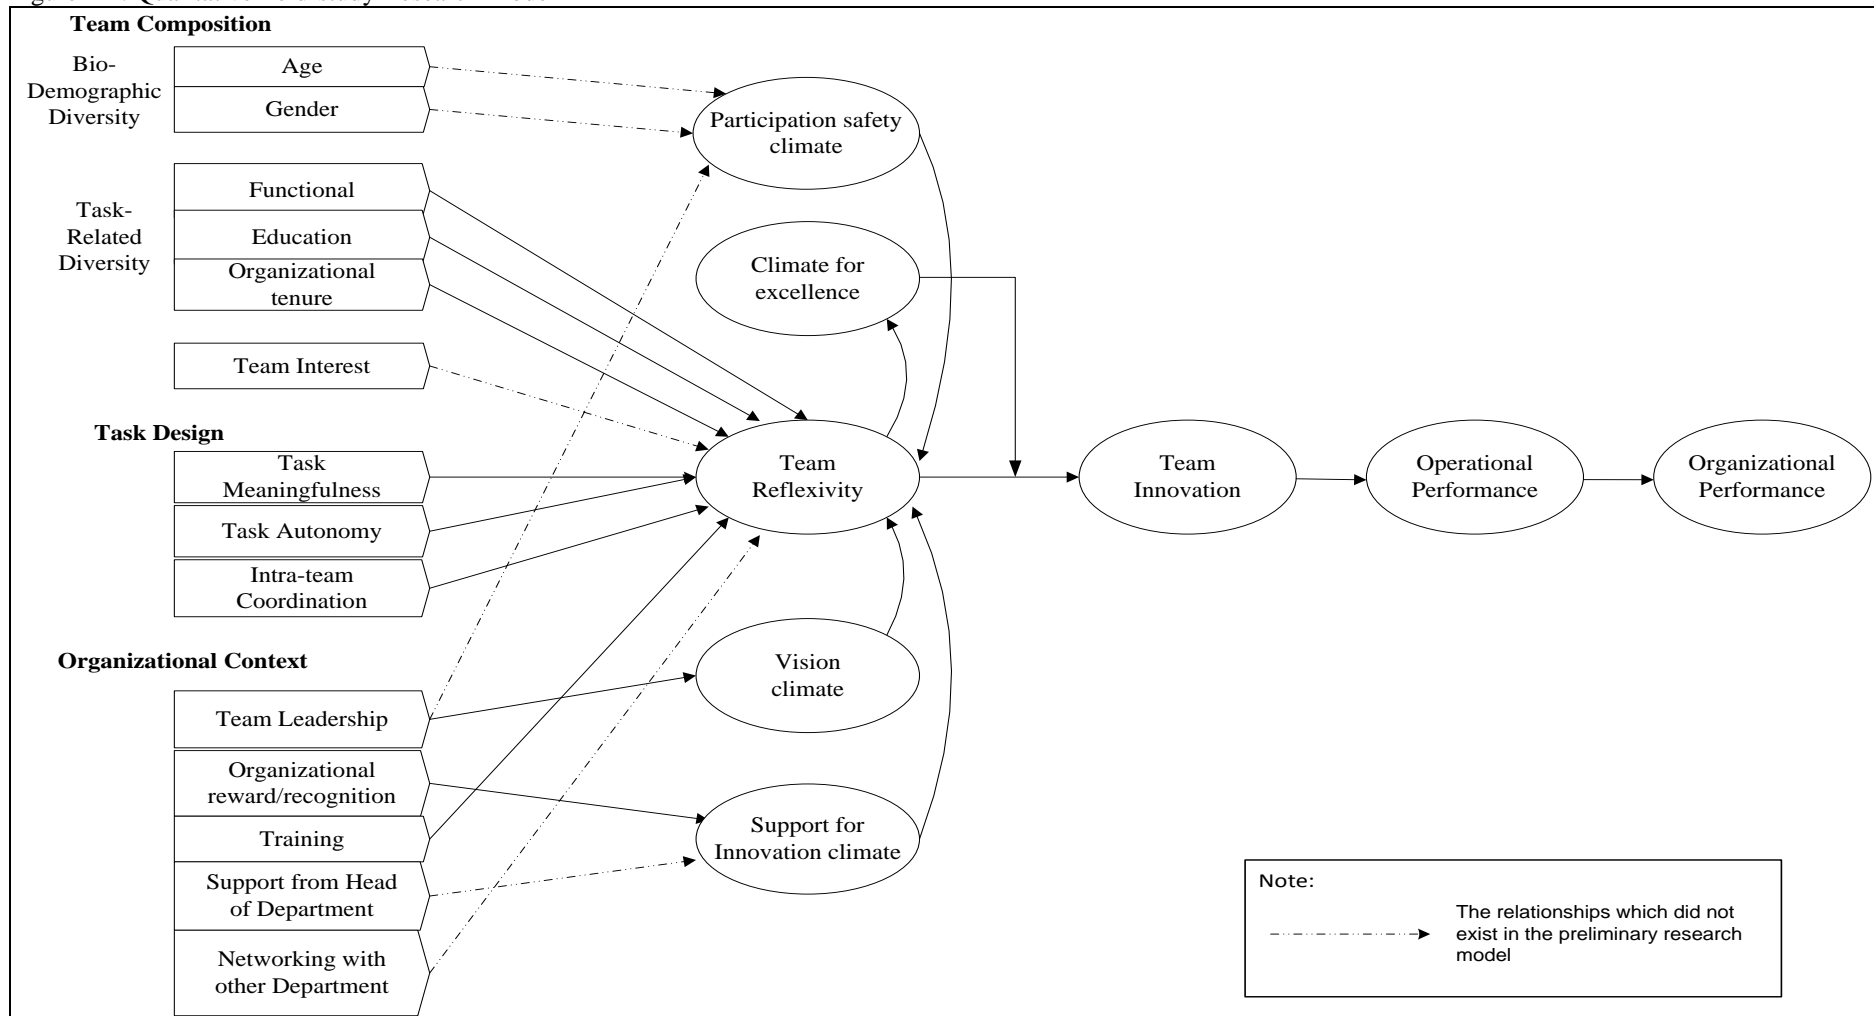 Team Composition
Bio-
Demographic
Diversity
Age
Gender
Task-
Related
Diversity
Functional
Education
Organizational
tenure
Team Interest
Task Design
Task
Meaningfulness
Task Autonomy
Intra-team
Coordination
Organizational Context
Team Leadership
Organizational
reward/recognition
Training
Support from Head
of Department
Networking with
other Department
Participation safety
climate
Climate for
excellence
Team
Reflexivity
Vision
climate
Support for
Innovation climate
Team
Innovation
Operational
Performance
Organizational
Performance
Note:
The relationships which did not
exist in the preliminary research
model